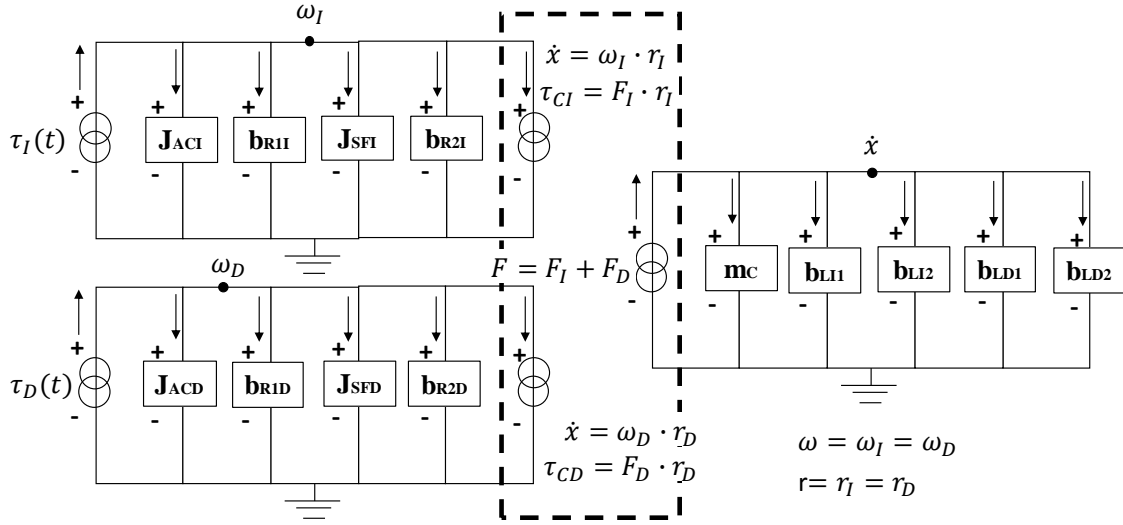 ω_I
ẋ = ω_I · r_I
τ_CI = F_I · r_I
τ_I(t)
+
-
+
-
J_ACI
+
-
b_R1I
+
-
J_SFI
+
-
b_R2I
+
-
ẋ
F = F_I + F_D
+
-
+
-
m_C
+
-
b_LI1
+
-
b_LI2
+
-
b_LD1
+
-
b_LD2
ω_D
τ_D(t)
+
-
+
-
J_ACD
+
-
b_R1D
+
-
J_SFD
+
-
b_R2D
+
-
ẋ = ω_D · r_D
τ_CD = F_D · r_D
ω = ω_I = ω_D
r= r_I = r_D